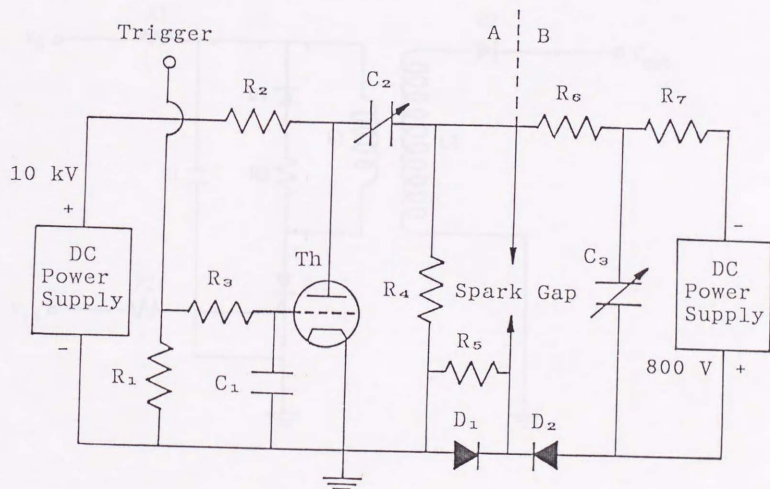 Trigger
A B
R₂
C₂
R₆
R₇
10 kV
+
-
DC
Power
Supply
-
R₃
Th
R₁
C₁
R₄
Spark Gap
R₅
C₃
DC
Power
Supply
800 V +
D₁
D₂